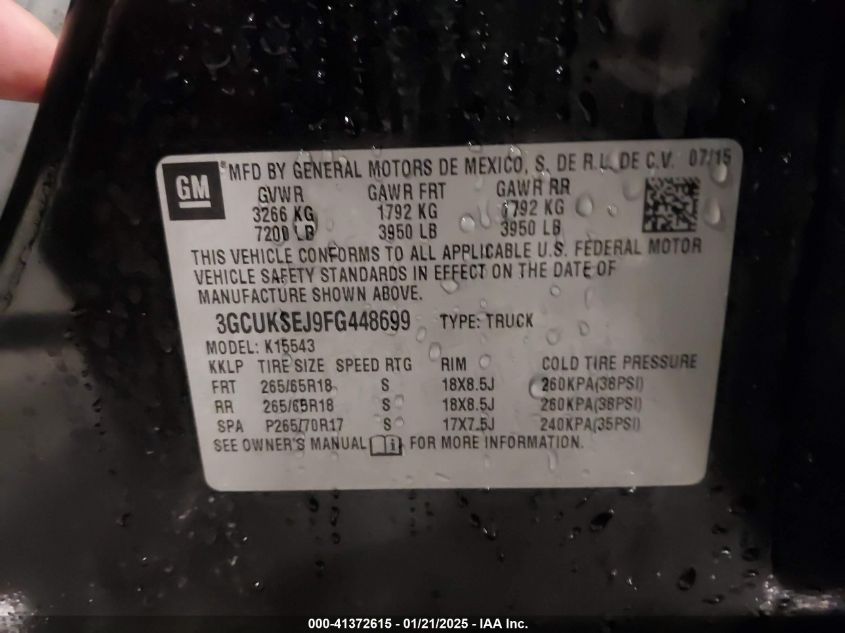 GM
*MFD BY GENERAL MOTORS DE MEXICO, S. DE R.L. DE C.V. 07/15
GVWR GAWR FRT GAWR RR
3266 KG 1792 KG 1792 KG
7200 LB 3950 LB 3950 LB
THIS VEHICLE CONFORMS TO ALL APPLICABLE U.S. FEDERAL MOTOR
VEHICLE SAFETY STANDARDS IN EFFECT ON THE DATE OF
MANUFACTURE SHOWN ABOVE.
3GCUKSEJ9FG448699 TYPE: TRUCK
MODEL: K15543
KKLP TIRE SIZE SPEED RTG RIM COLD TIRE PRESSURE
FRT 265/65R18 S 18X8.5J 260KPA(38PSI)
RR 265/65R18 S 18X8.5J 260KPA(38PSI)
SPA P265/70R17 S 17X7.5J 240KPA(35PSI)
SEE OWNER'S MANUAL i FOR MORE INFORMATION.
000-41372615 - 01/21/2025 - IAA Inc.